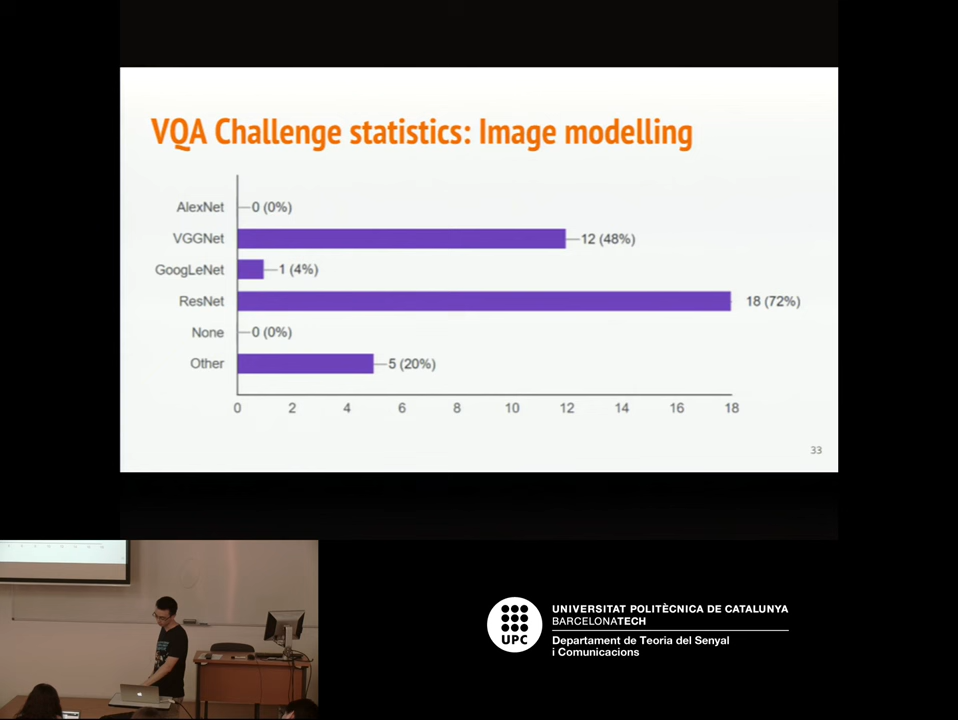 VQA Challenge statistics: Image modelling
AlexNet 0 (0%)
VGGNet 12 (48%)
GoogLeNet 1 (4%)
ResNet 18 (72%)
None 0 (0%)
Other 5 (20%)
0 2 4 6 8 10 12 14 16 18
33
UPC
UNIVERSITAT POLITÈCNICA DE CATALUNYA
BARCELONATECH
Departament de Teoria del Senyal
i Comunicacions